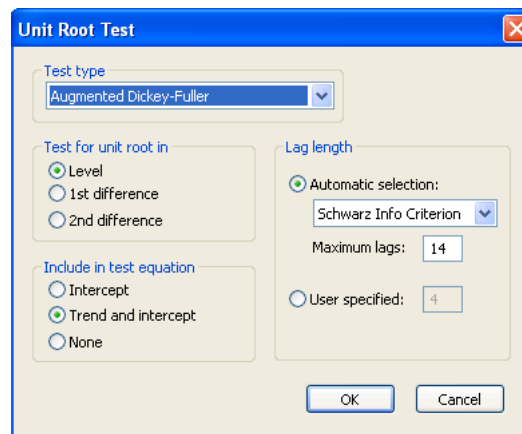 Unit Root Test
Test type
Augmented Dickey-Fuller
Test for unit root in
Level
1st difference
2nd difference
Include in test equation
Intercept
Trend and intercept
None
Lag length
Automatic selection:
Schwarz Info Criterion
Maximum lags: 14
User specified: 4
OK Cancel